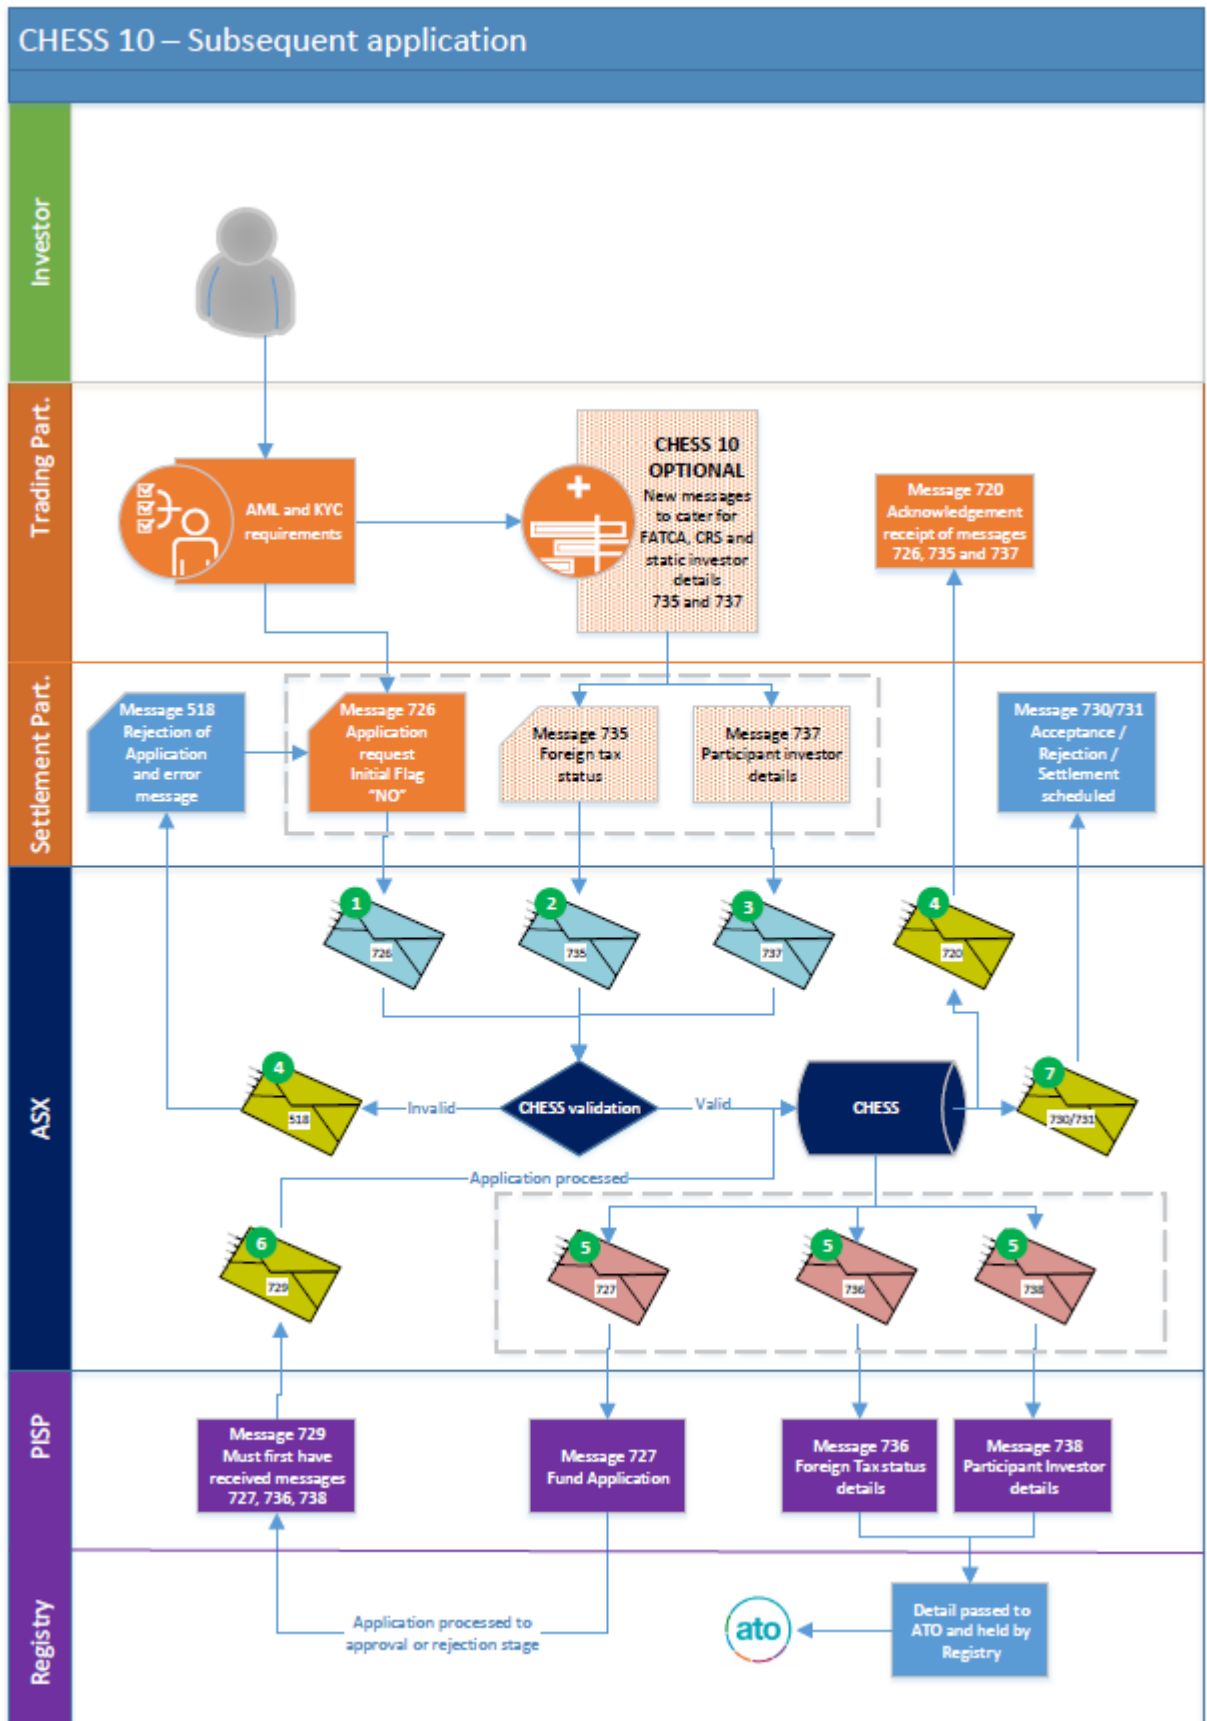 CHESS 10 – Subsequent application
Investor
Trading Part.
AML and KYC
requirements
CHESS 10
OPTIONAL
New messages
to cater for
FATCA, CRS and
static investor
details
735 and 737
Message 720
Acknowledgement
receipt of messages
726, 735 and 737
Settlement Part.
Message 518
Rejection of
Application
and error
message
Message 726
Application
request
Initial Flag
"NO"
Message 735
Foreign tax
status
Message 737
Participant investor
details
Message 730/731
Acceptance /
Rejection /
Settlement
scheduled
ASX
1
726
2
735
3
737
4
720
4
518
Invalid
CHESS validation
Valid
CHESS
7
730/731
Application processed
6
729
5
727
5
736
5
738
PISP
Message 729
Must first have
received messages
727, 736, 738
Message 727
Fund Application
Message 736
Foreign Tax status
details
Message 738
Participant Investor
details
Registry
Application processed to
approval or rejection stage
ato
Detail passed to
ATO and held by
Registry